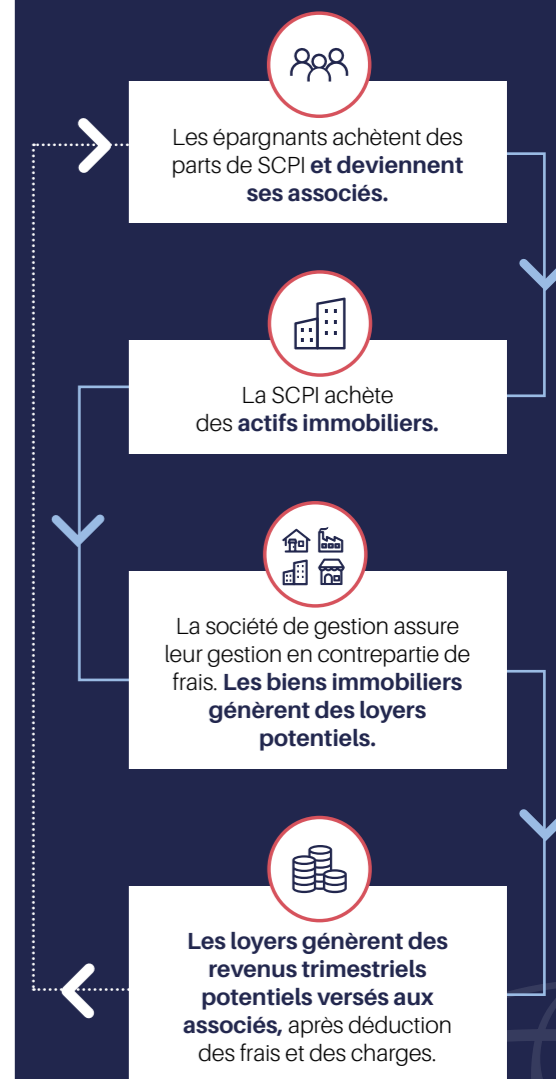 Les épargnants achètent des
parts de SCPI et deviennent
ses associés.
La SCPI achète
des actifs immobiliers.
La société de gestion assure
leur gestion en contrepartie de
frais. Les biens immobiliers
génèrent des loyers
potentiels.
Les loyers génèrent des
revenus trimestriels
potentiels versés aux
associés, après déduction
des frais et des charges.